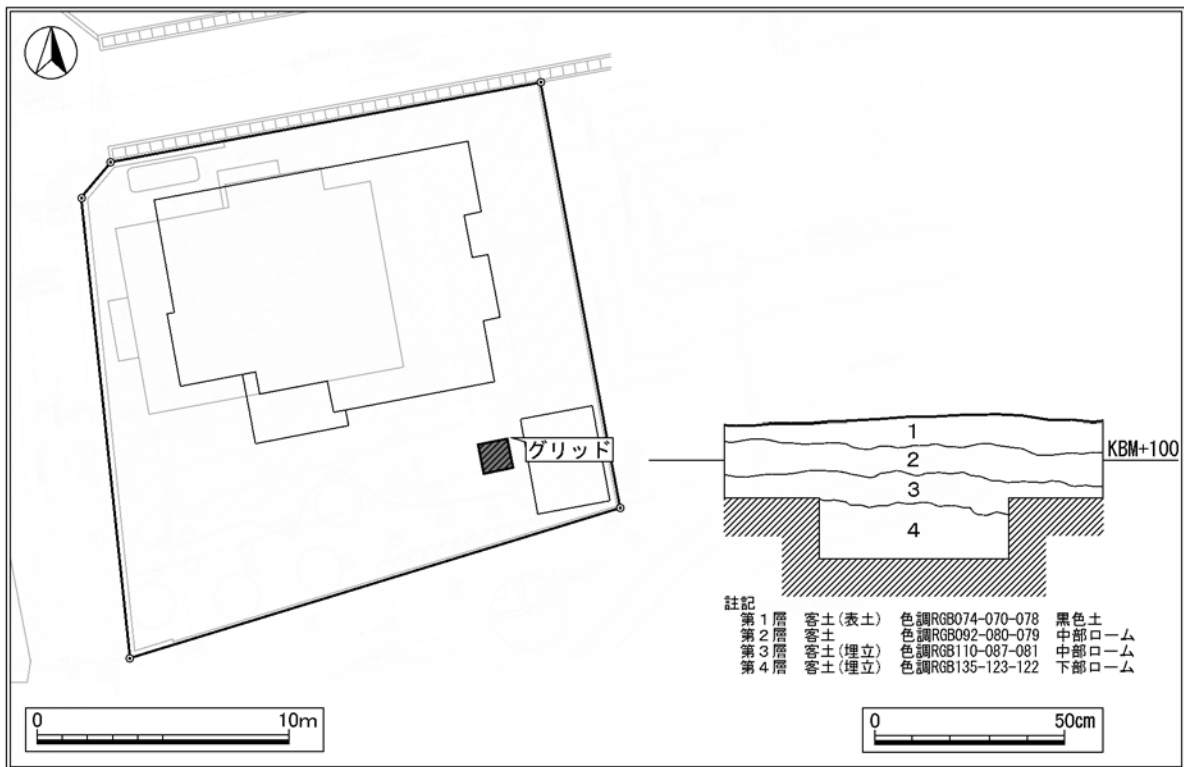 グリッド
1
2
3
4
KBM+100
註記
第1層 客土(表土) 色調RGB074-070-078 黒色土
第2層 客土 色調RGB092-080-079 中部ローム
第3層 客土(埋立) 色調RGB110-087-081 中部ローム
第4層 客土(埋立) 色調RGB135-123-122 下部ローム
0 10m
0 50cm